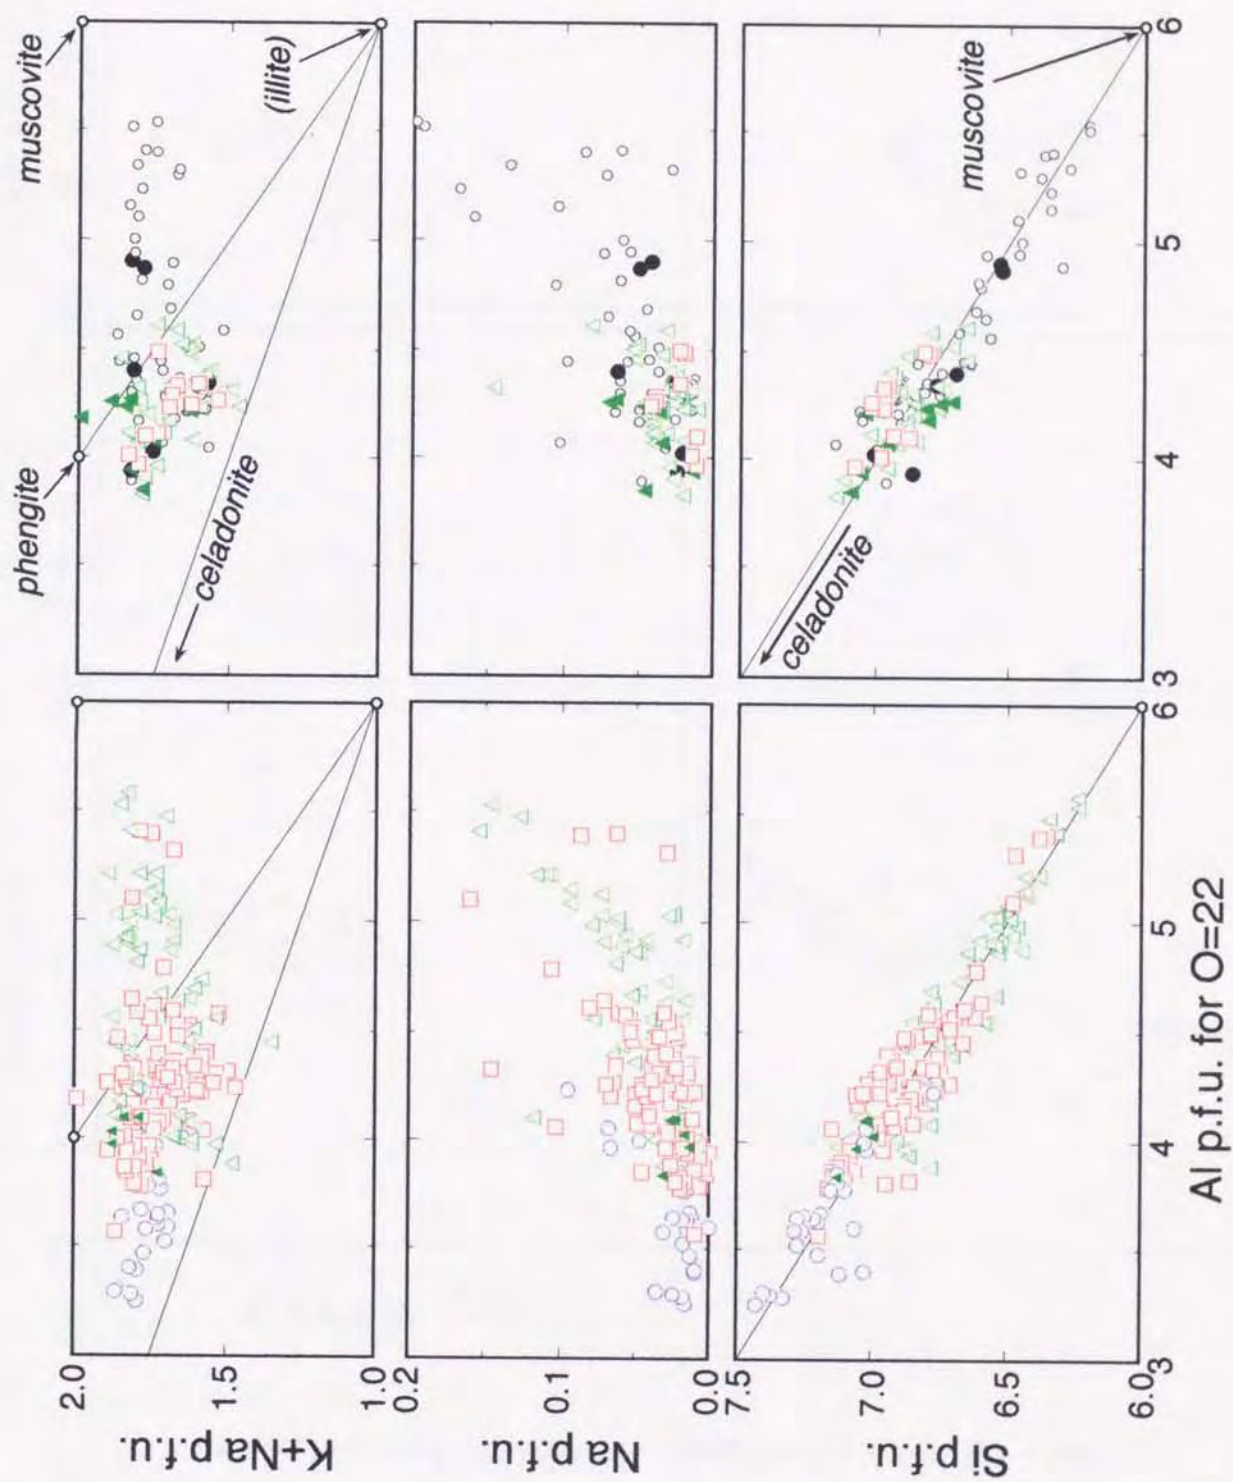 2.0
1.5
1.0
K+Na p.f.u.
phengite
muscovite
(illite)
celadonite
0.2
0.1
0.0
Na p.f.u.
7.5
7.0
6.5
6.0
Si p.f.u.
celadonite
muscovite
3
4
5
6
3
4
5
6
Al p.f.u. for O=22